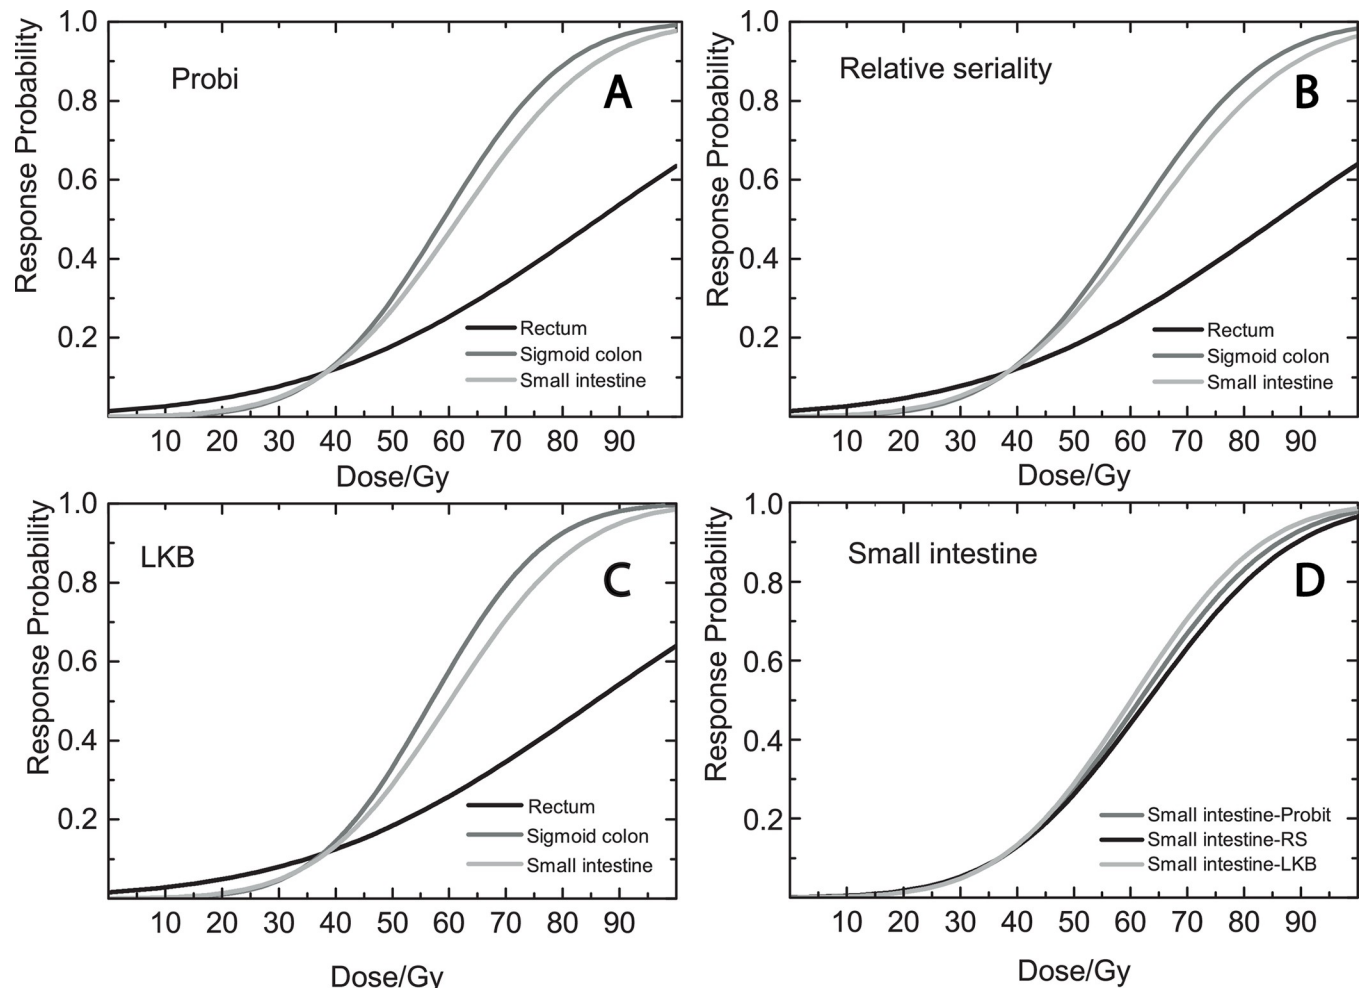 Probi
A
Response Probability
1.0
0.8
0.6
0.4
0.2
Rectum
Sigmoid colon
Small intestine
10 20 30 40 50 60 70 80 90
Dose/Gy
Relative seriality
B
Response Probability
1.0
0.8
0.6
0.4
0.2
Rectum
Sigmoid colon
Small intestine
10 20 30 40 50 60 70 80 90
Dose/Gy
LKB
C
Response Probability
1.0
0.8
0.6
0.4
0.2
Rectum
Sigmoid colon
Small intestine
10 20 30 40 50 60 70 80 90
Dose/Gy
Small intestine
D
Response Probability
1.0
0.8
0.6
0.4
0.2
Small intestine-Probit
Small intestine-RS
Small intestine-LKB
10 20 30 40 50 60 70 80 90
Dose/Gy